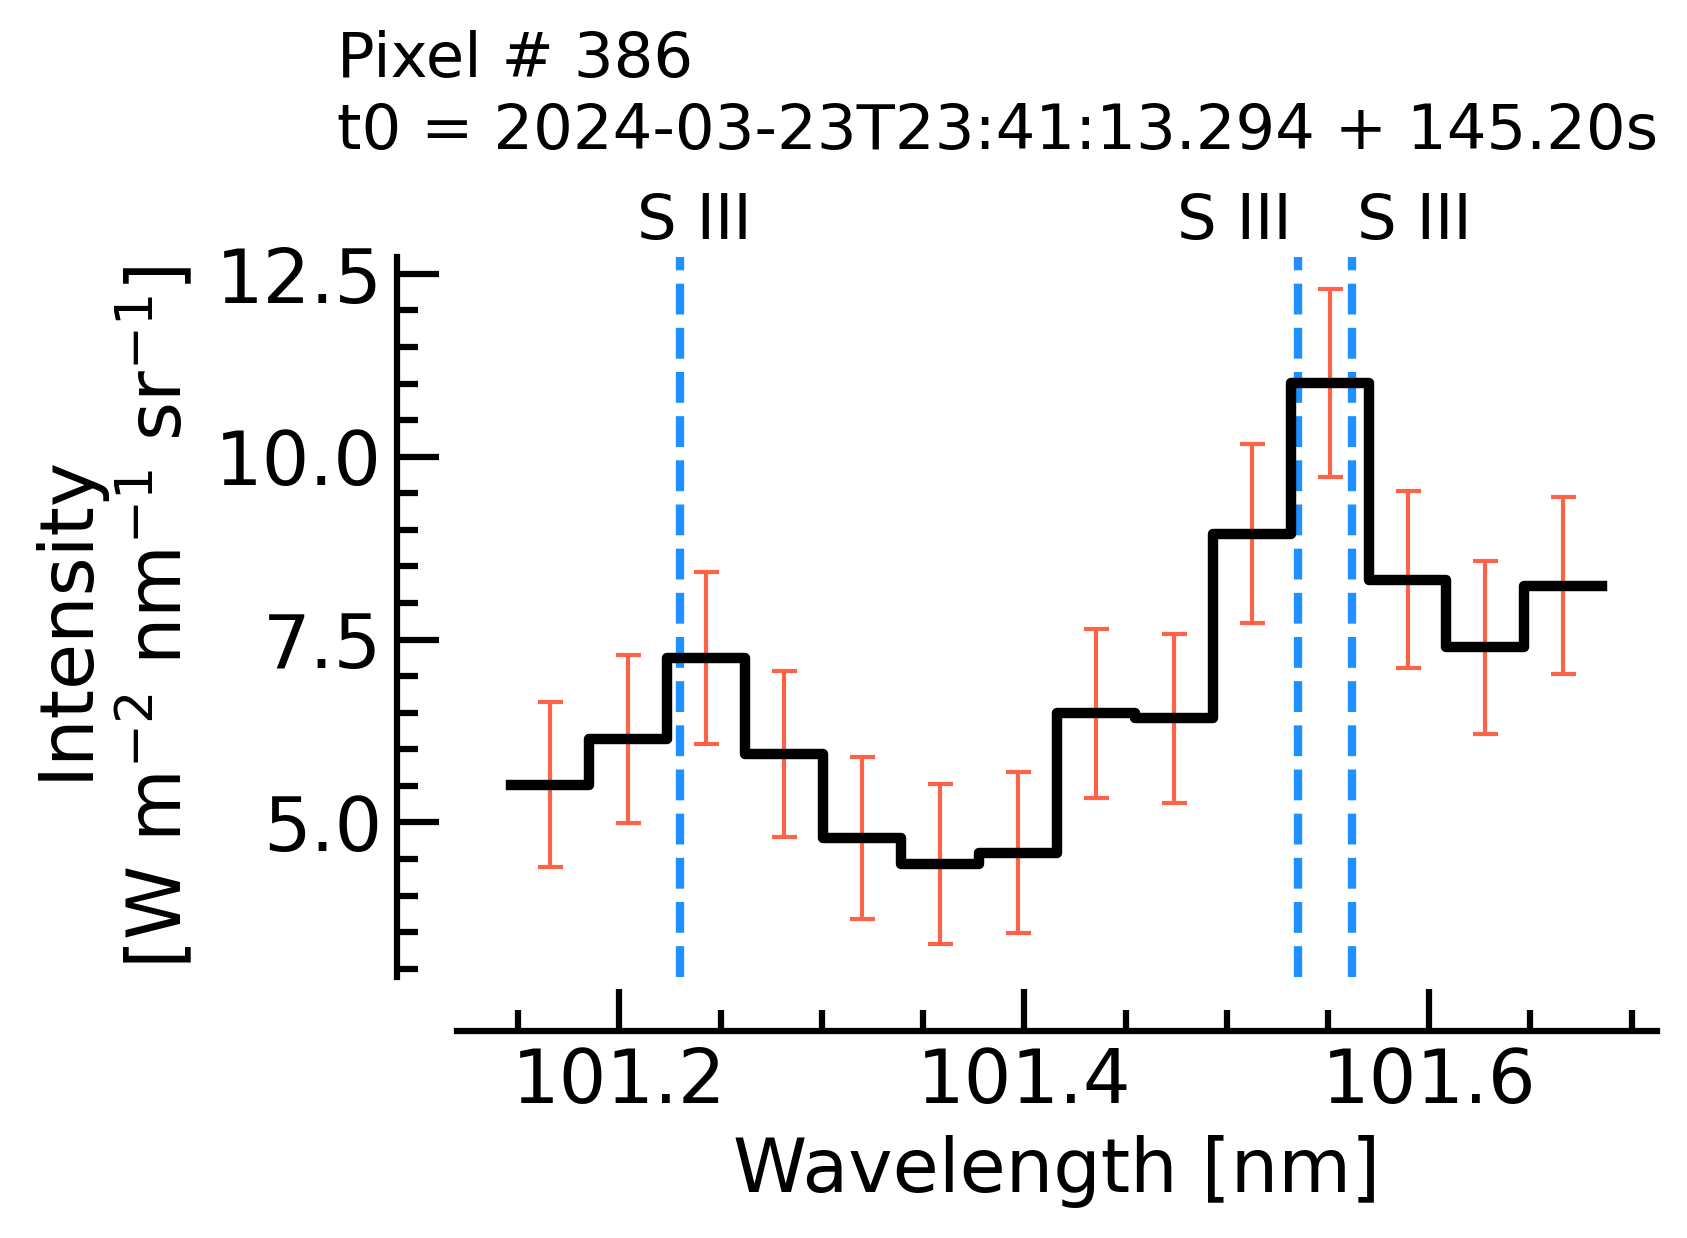 Pixel # 386
t0 = 2024-03-23T23:41:13.294 + 145.20s
S III S III S III
12.5
10.0
7.5
5.0
Intensity
[W m⁻² nm⁻¹ sr⁻¹]
101.2 101.4 101.6
Wavelength [nm]